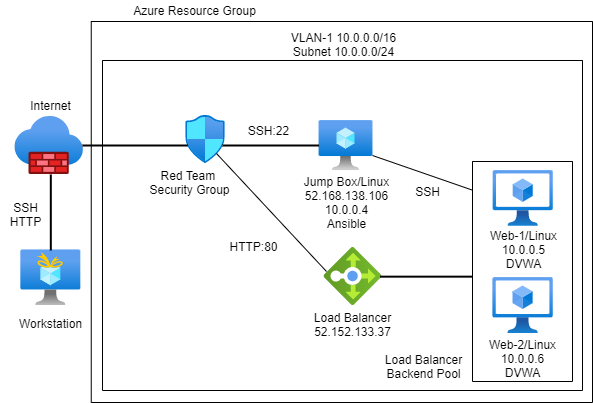 Azure Resource Group
VLAN-1 10.0.0.0/16
Subnet 10.0.0.0/24
Internet
SSH:22
Red Team
Security Group
Jump Box/Linux
52.168.138.106
10.0.0.4
Ansible
SSH
SSH
HTTP
Web-1/Linux
10.0.0.5
DVWA
HTTP:80
Workstation
Load Balancer
52.152.133.37
Web-2/Linux
10.0.0.6
DVWA
Load Balancer
Backend Pool